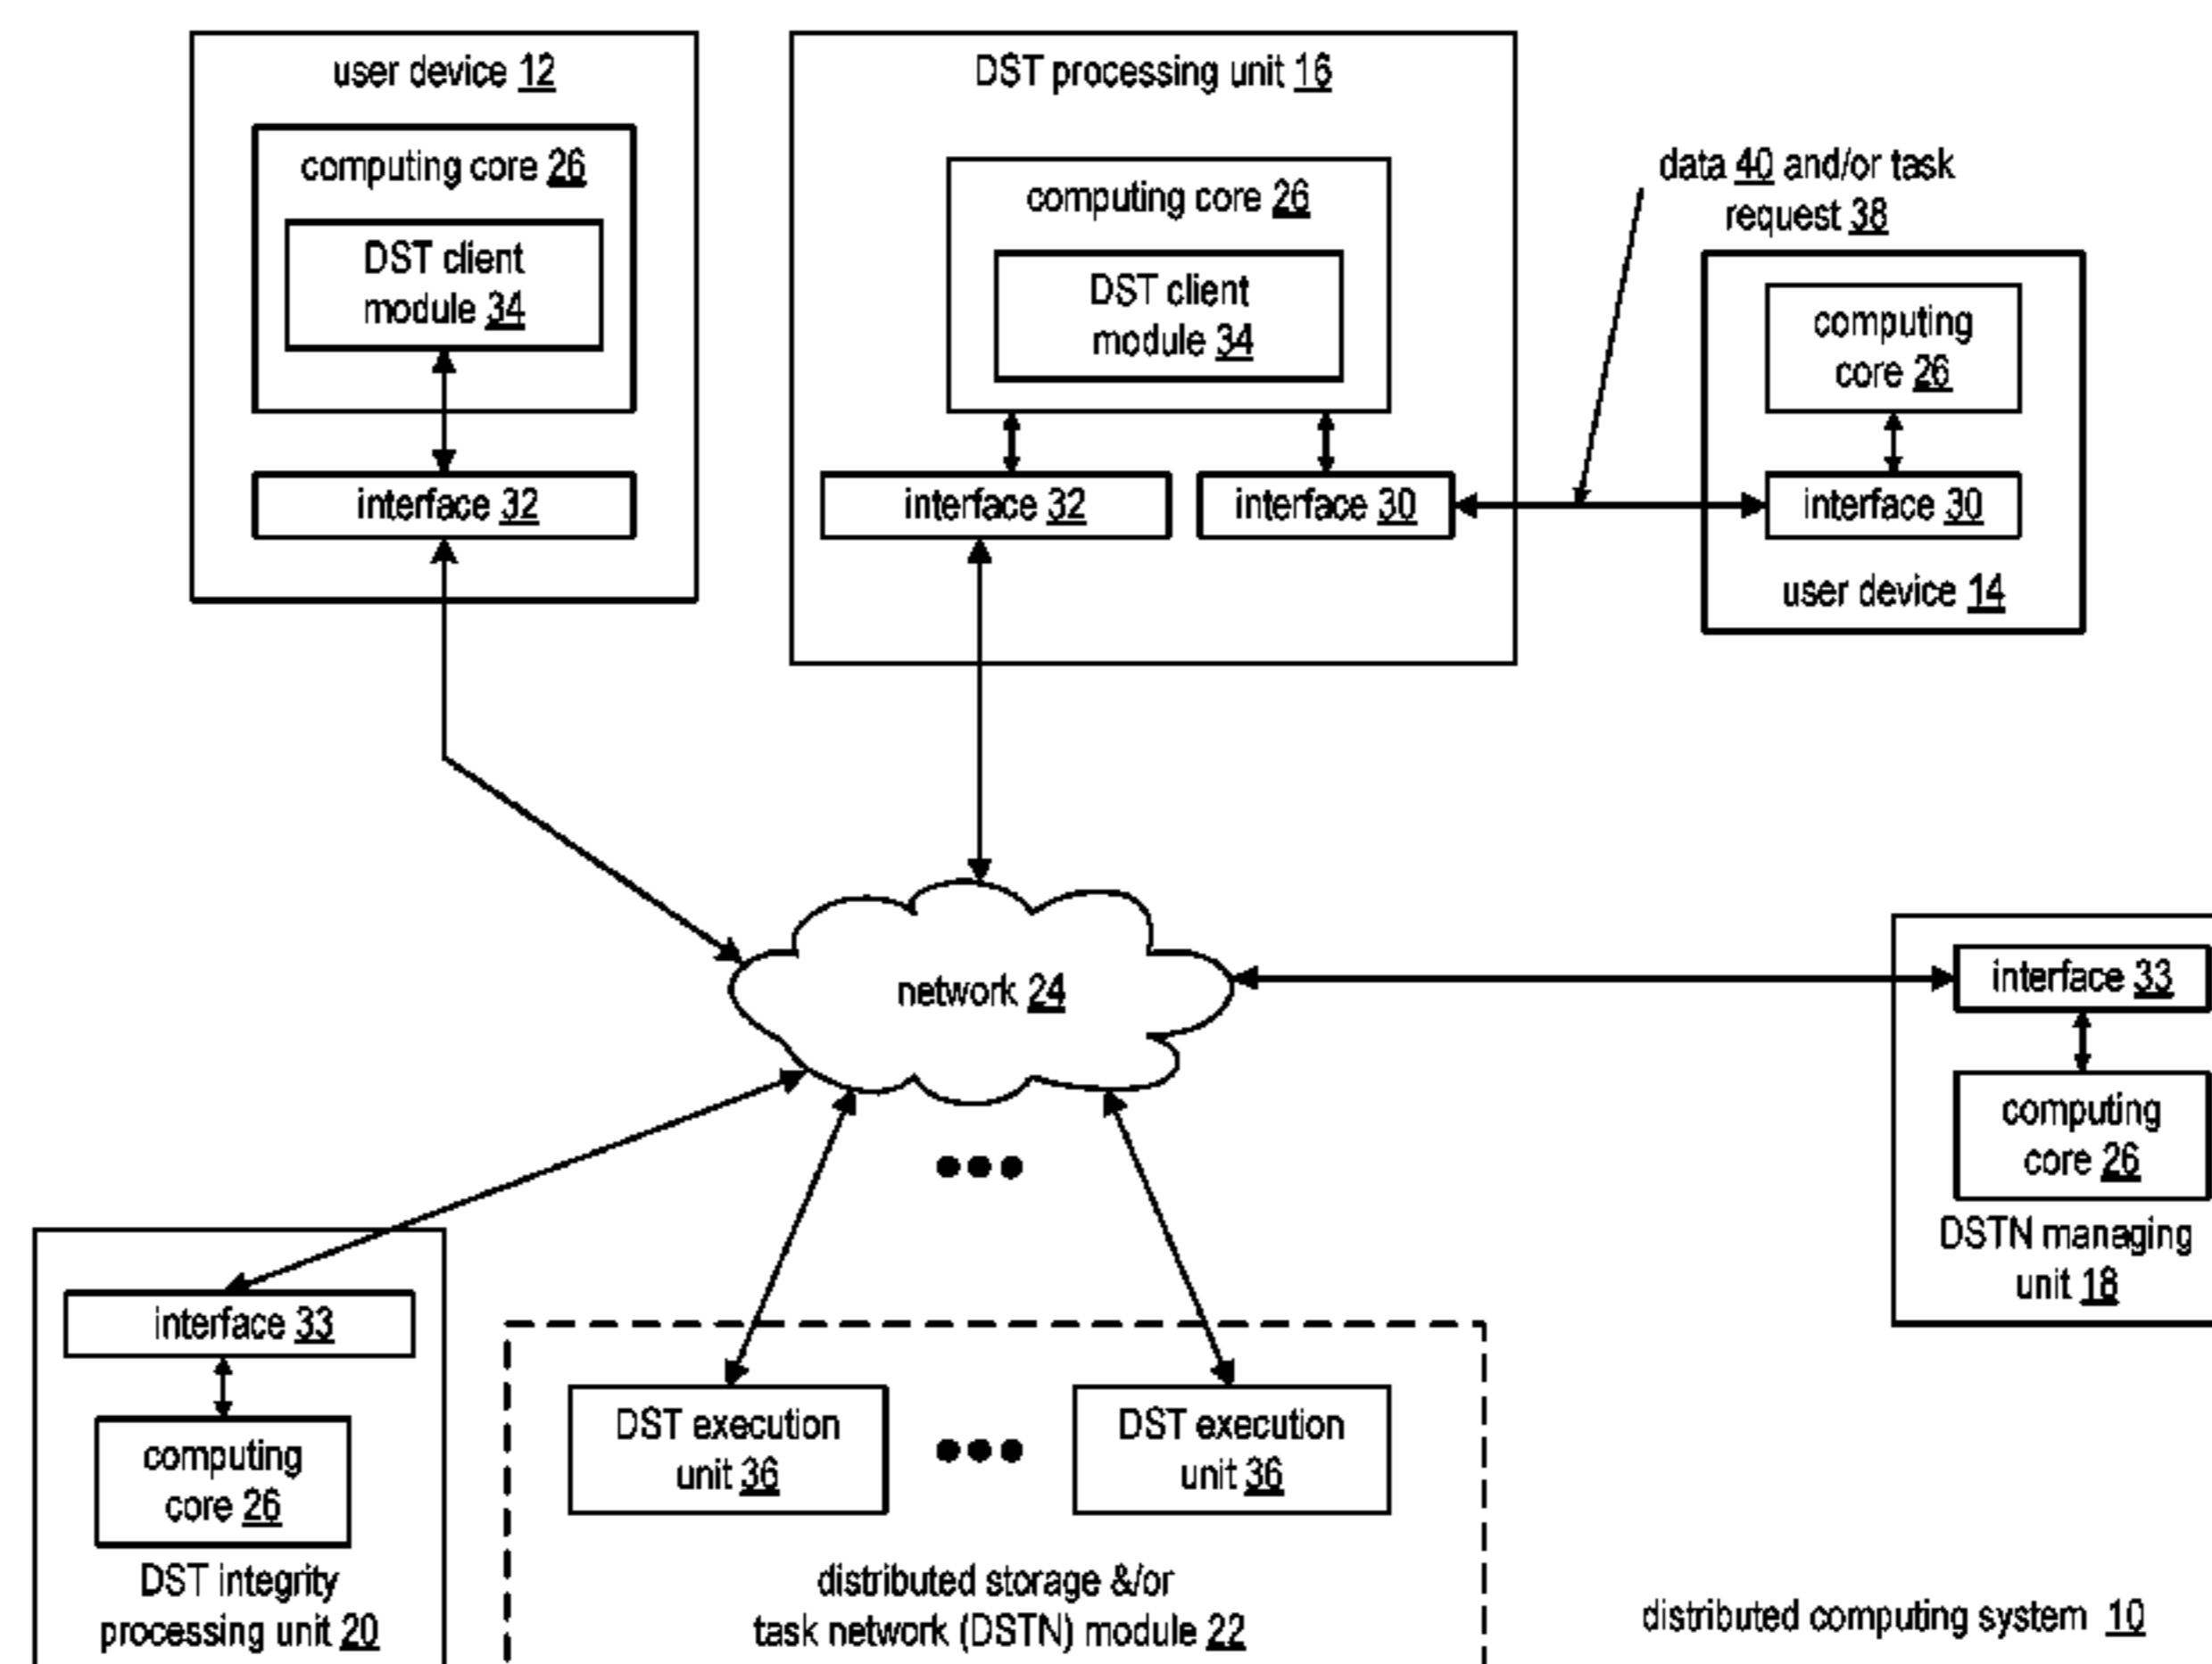 user device 12
computing core 26
DST client
module 34
interface 32
DST processing unit 16
computing core 26
DST client
module 34
interface 32
interface 30
data 40 and/or task
request 38
computing
core 26
interface 30
user device 14
network 24
interface 33
computing
core 26
DSTN managing
unit 18
interface 33
computing
core 26
DST integrity
processing unit 20
DST execution
unit 36
DST execution
unit 36
distributed storage &/or
task network (DSTN) module 22
distributed computing system 10